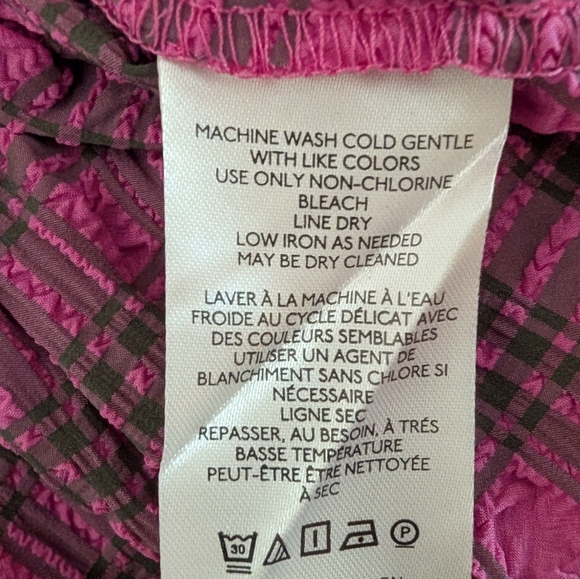 MACHINE WASH COLD GENTLE
WITH LIKE COLORS
USE ONLY NON-CHLORINE
BLEACH
LINE DRY
LOW IRON AS NEEDED
MAY BE DRY CLEANED
LAVER À LA MACHINE À L'EAU
FROIDE AU CYCLE DÉLICAT AVEC
DES COULEURS SEMBLABLES
UTILISER UN AGENT DE
BLANCHIMENT SANS CHLORE SI
NÉCESSAIRE
LIGNE SEC
REPASSER, AU BESOIN, À TRÉS
BASSE TEMPÉRATURE
PEUT-ÊTRE ÊTRE NETTOYÉE
À SEC
30 P